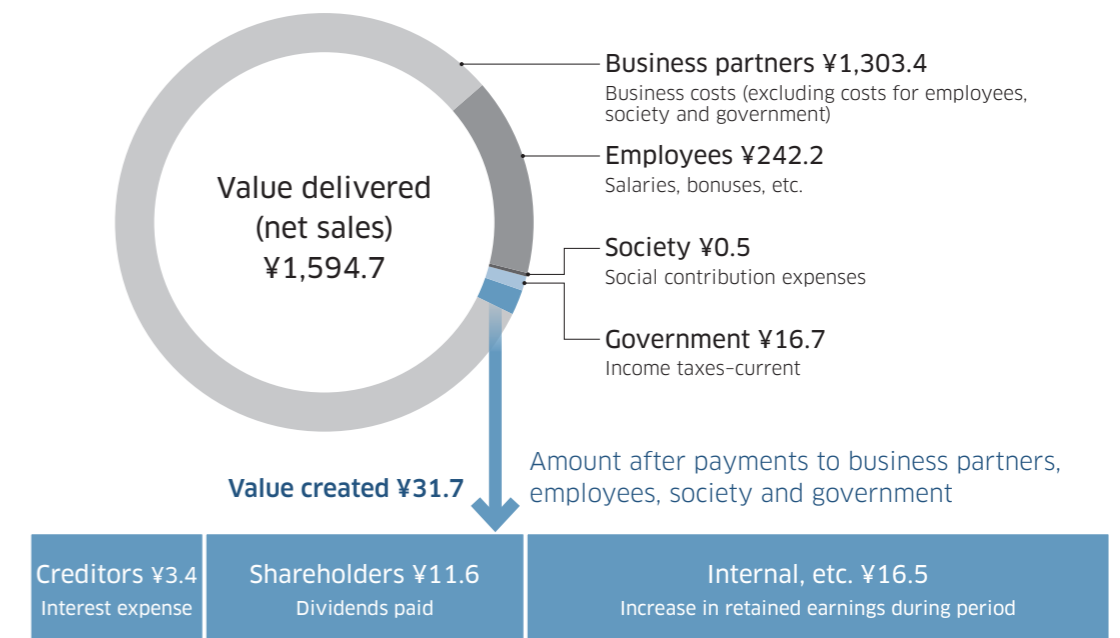 Value delivered
(net sales)
¥1,594.7
Business partners ¥1,303.4
Business costs (excluding costs for employees,
society and government)
Employees ¥242.2
Salaries, bonuses, etc.
Society ¥0.5
Social contribution expenses
Government ¥16.7
Income taxes–current
Value created ¥31.7
Amount after payments to business partners,
employees, society and government
Creditors ¥3.4
Interest expense
Shareholders ¥11.6
Dividends paid
Internal, etc. ¥16.5
Increase in retained earnings during period